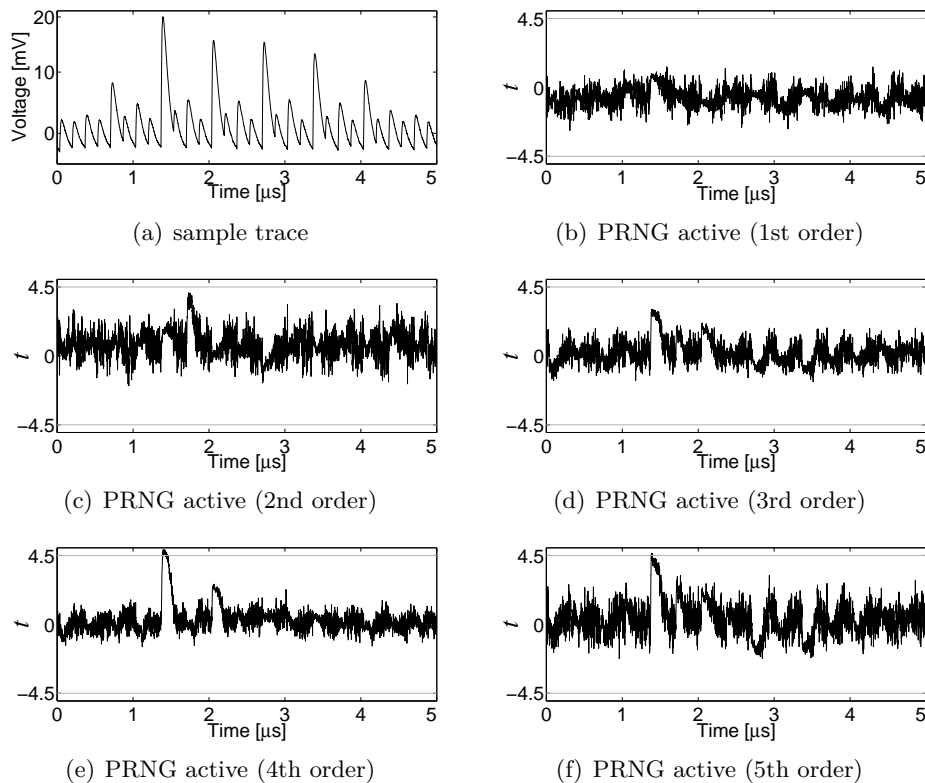 20
10
0
Voltage [mV]
0 1 2 3 4 5
Time [μs]
(a) sample trace
4.5
0
−4.5
t
0 1 2 3 4 5
Time [μs]
(b) PRNG active (1st order)
4.5
0
−4.5
t
0 1 2 3 4 5
Time [μs]
(c) PRNG active (2nd order)
4.5
0
−4.5
t
0 1 2 3 4 5
Time [μs]
(d) PRNG active (3rd order)
4.5
0
−4.5
t
0 1 2 3 4 5
Time [μs]
(e) PRNG active (4th order)
4.5
0
−4.5
t
0 1 2 3 4 5
Time [μs]
(f) PRNG active (5th order)